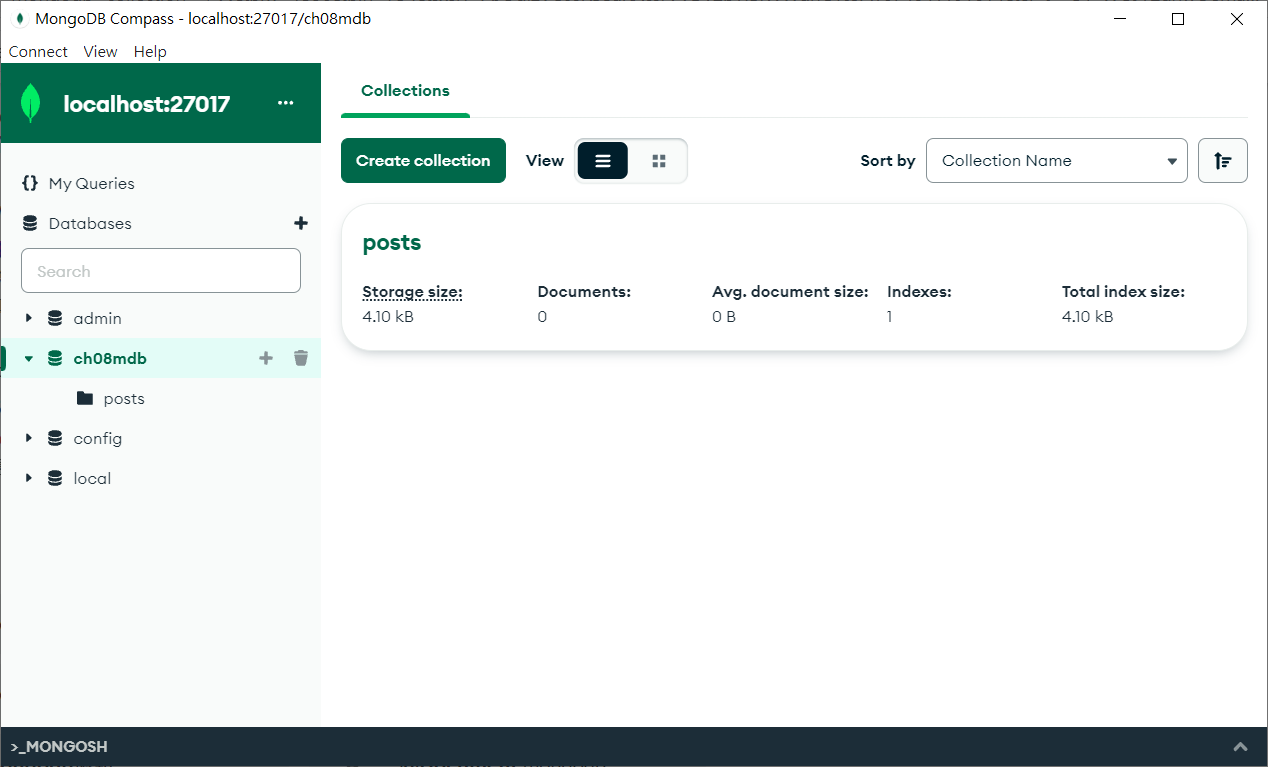 MongoDB Compass - localhost:27017/ch08mdb
Connect View Help
localhost:27017 ...
{} My Queries
Databases +
Search
admin
ch08mdb +
posts
config
local
Collections
Create collection View Sort by Collection Name
posts
Storage size: Documents: Avg. document size: Indexes: Total index size:
4.10 kB 0 0 B 1 4.10 kB
>_MONGOSH